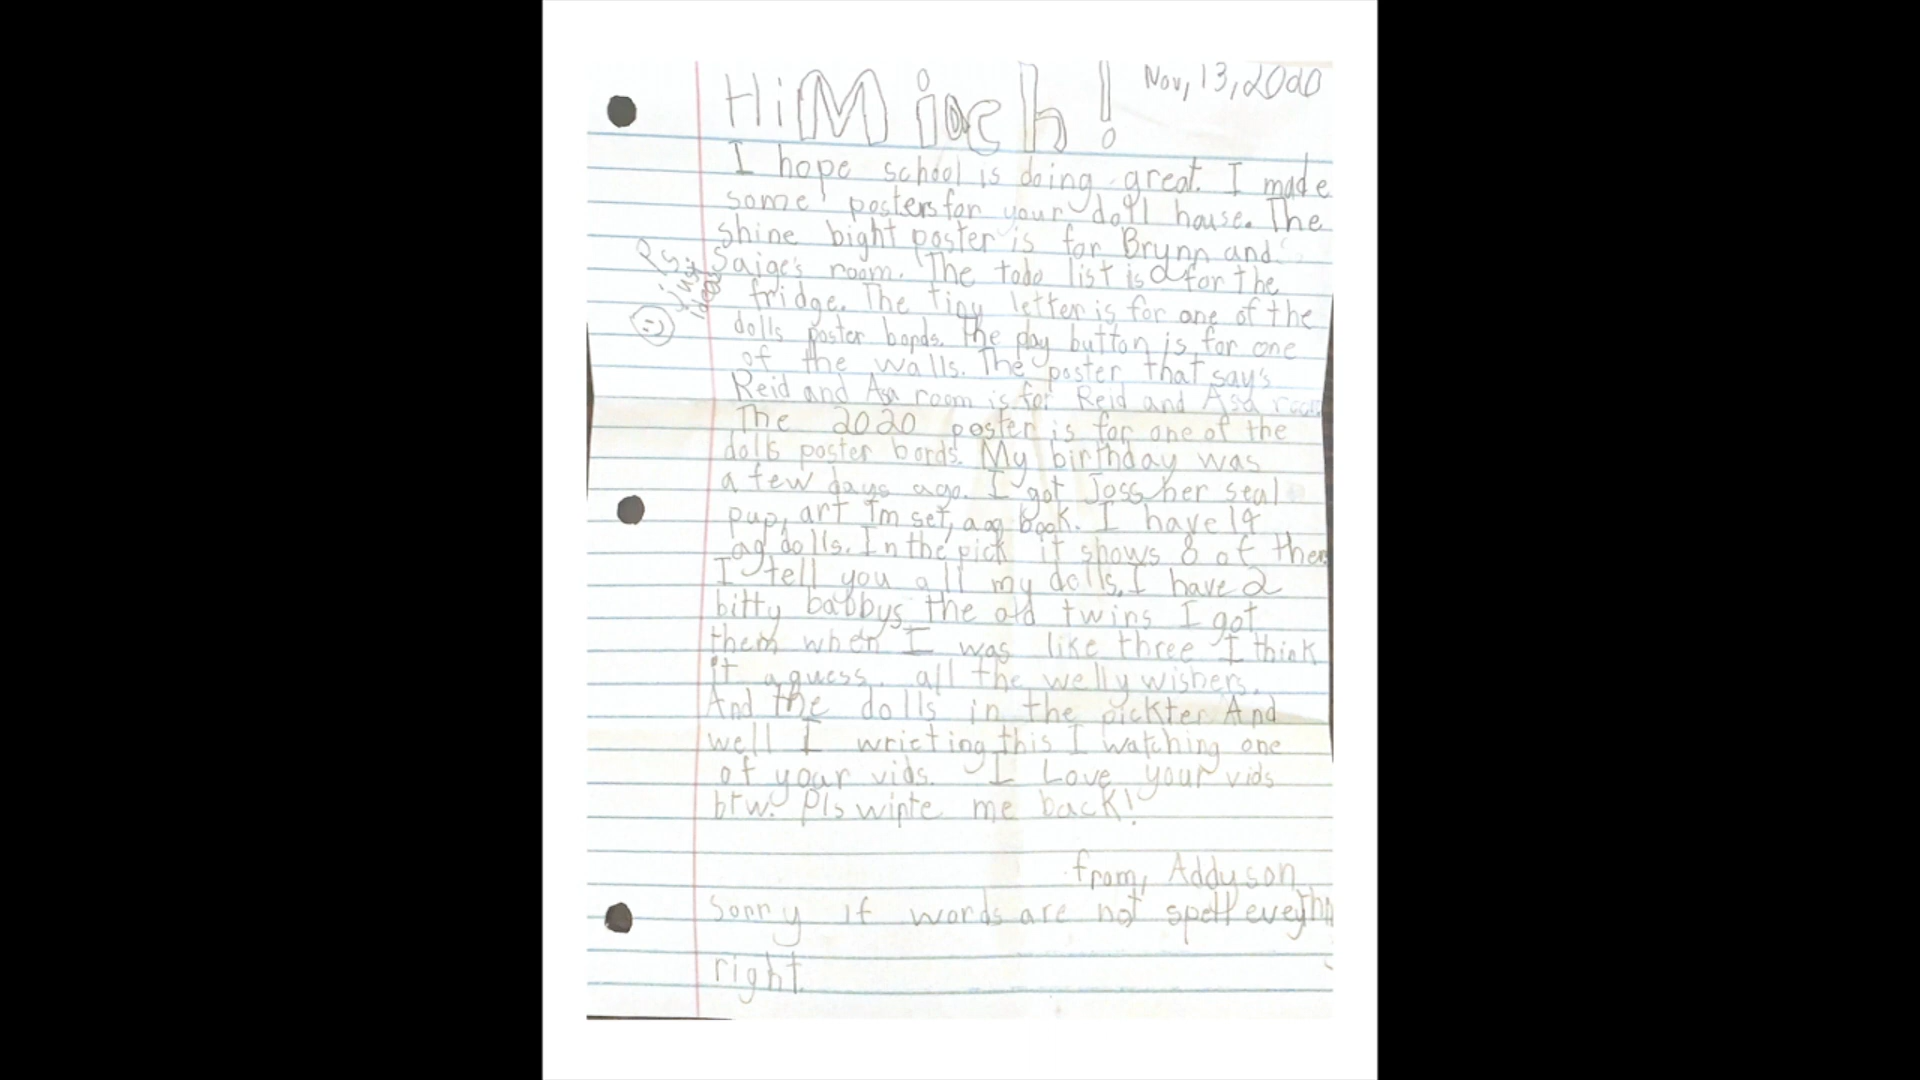 Nov, 13, 2020
Hi Miach!
I hope school is doing great. I made
some posters for your doll house. The
shine bight poster is for Brynn and
Saige's room. The todo list is for the
fridge. The tiny letter is for one of the
dolls poster bords. The play button is for one
of the walls. The poster that say's
Reid and Asa room is for Reid and Asa room
The 2020 poster is for one of the
dolls poster bords. My birthday was
a few days ago. I got Joss her seal
pup, art set, a ag book. I have 14
ag dolls. In the pick it shows 8 of them
I tell you all my dolls. I have 2
bitty babbys the old twins I got
them when I was like three I think
it a guess. all the welly wishers.
And the dolls in the pickter And
well I wricting this I watching one
of your vids. I Love your vids
btw. Pls wirte me back!
from, Addyson
Sorry if words are not spell
right.
Ps: just
:)